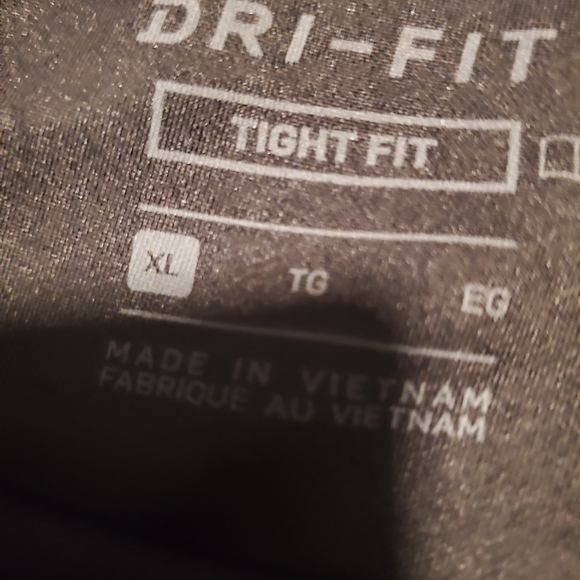 DRI-FIT
TIGHT FIT
XL TG EG
MADE IN VIETNAM
FABRIQUE AU VIETNAM